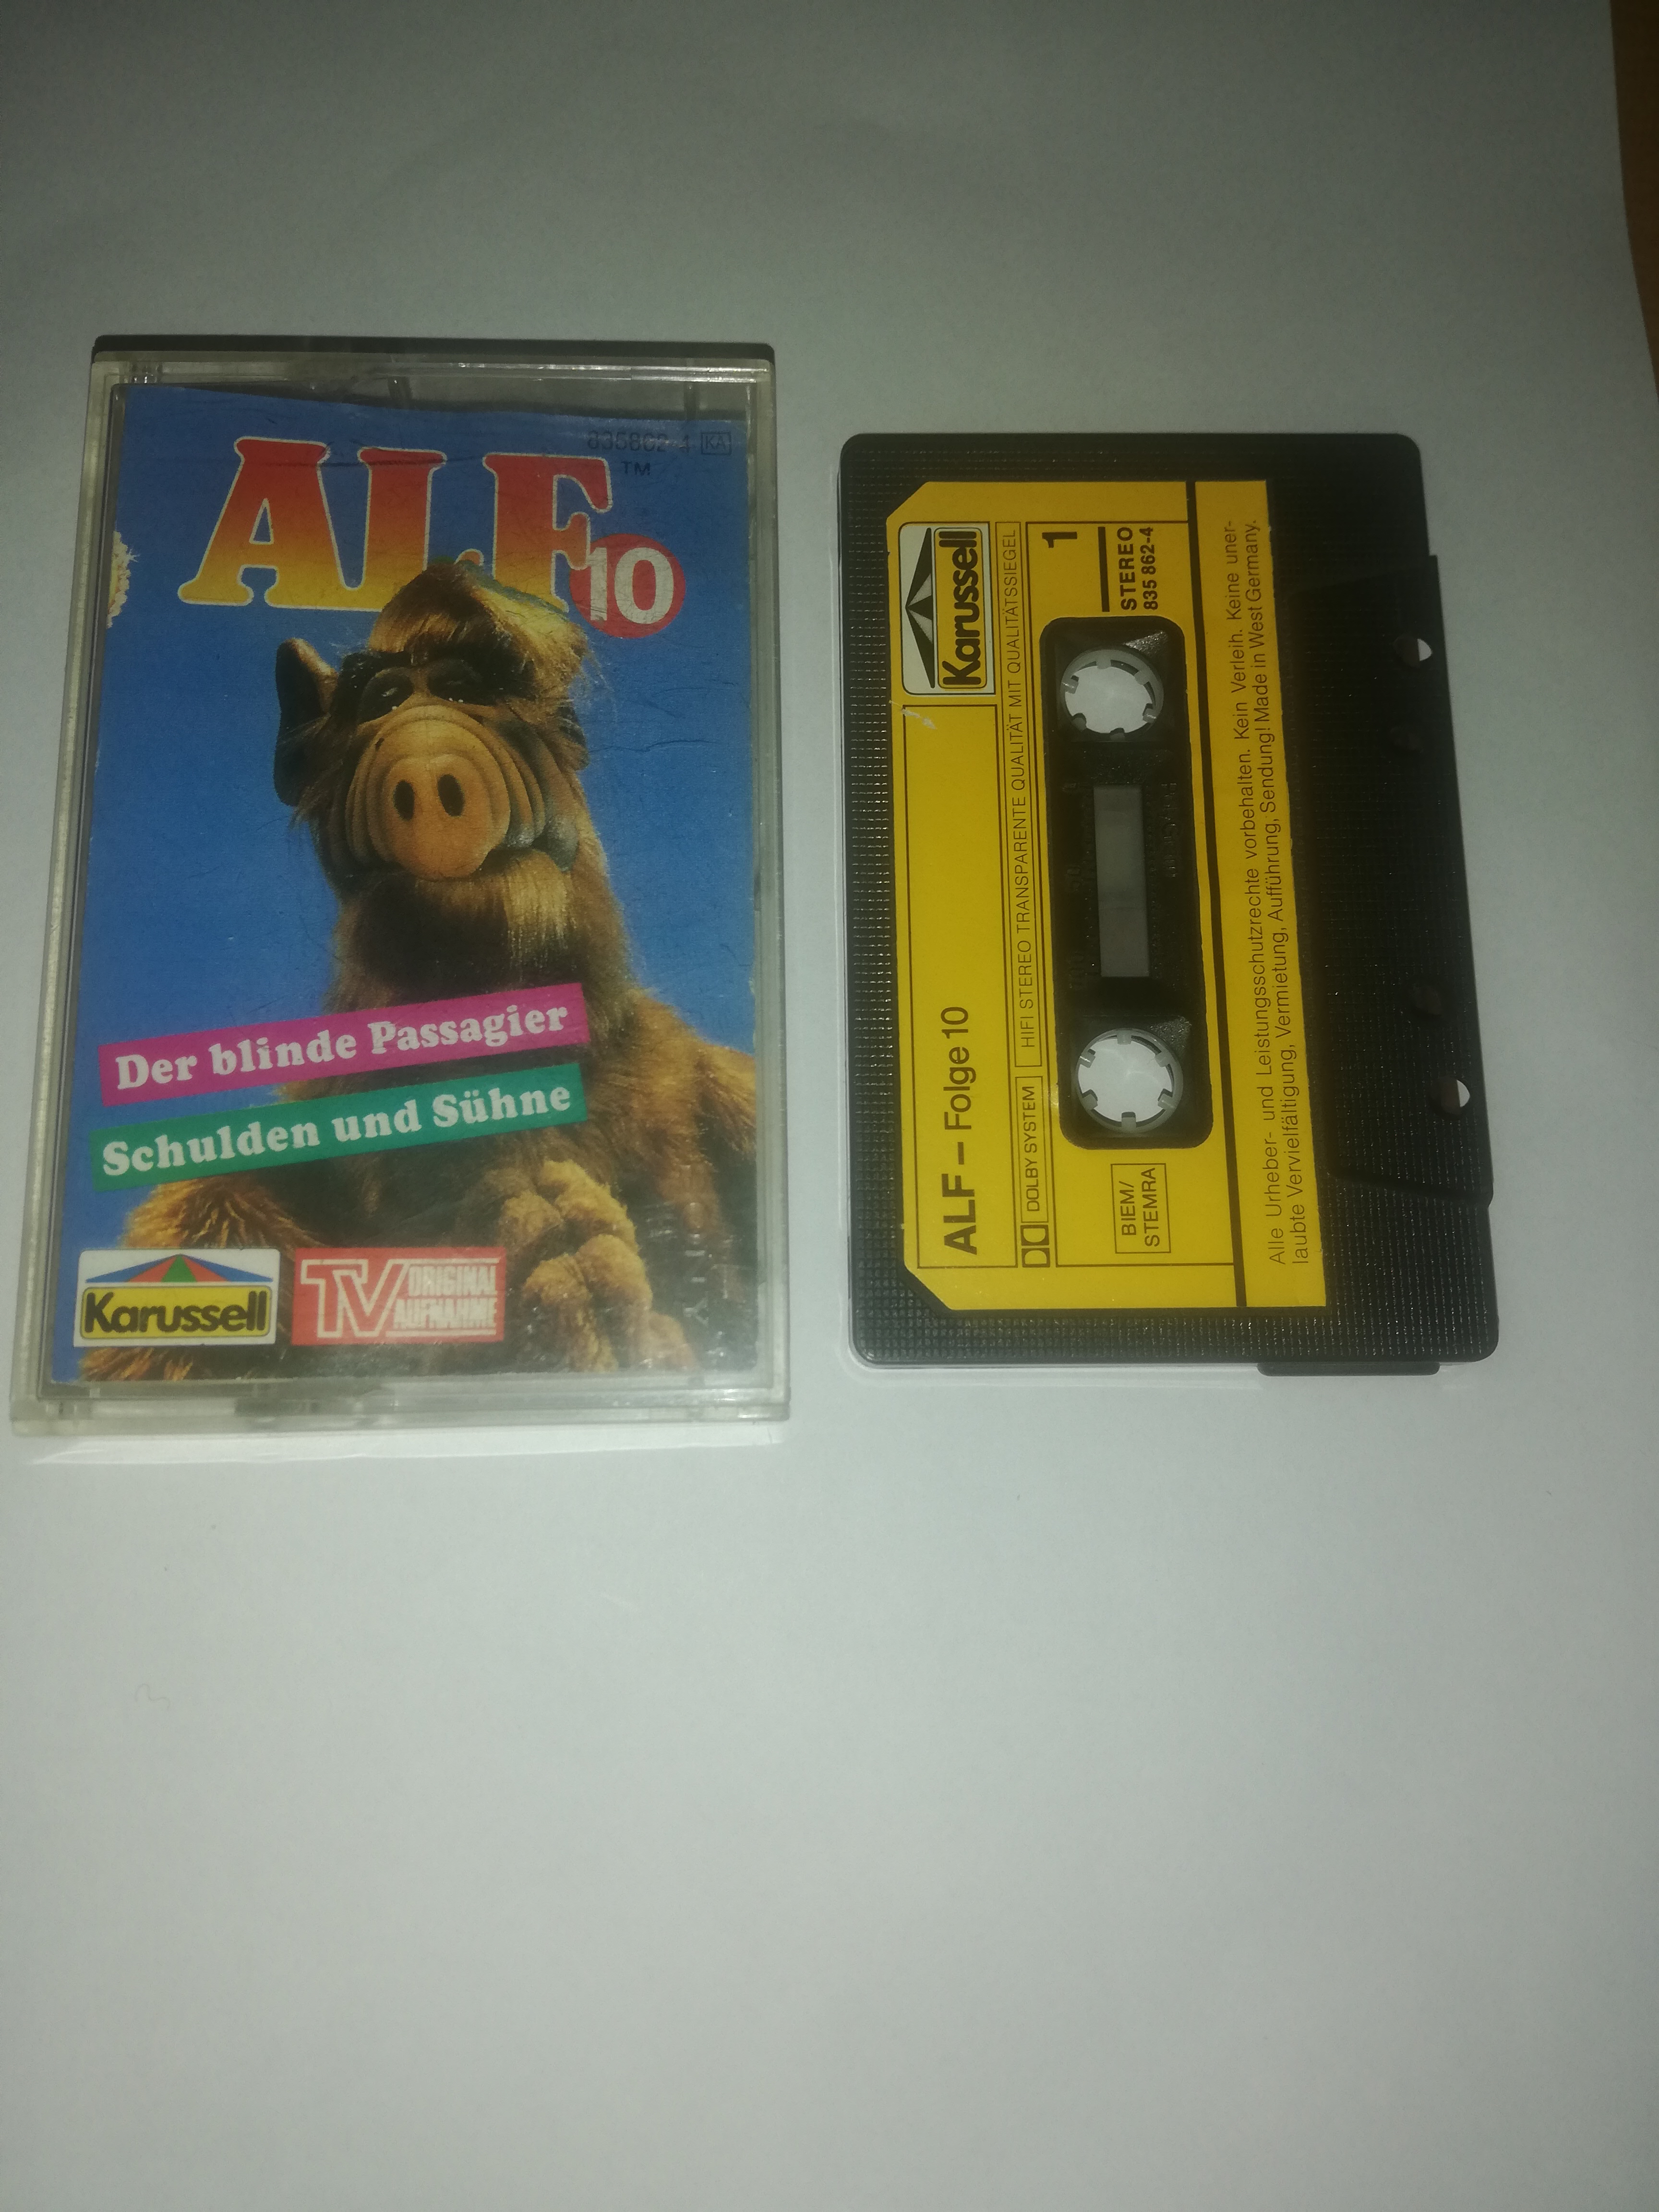 835862-4 KA
TM
ALF
10
Der blinde Passagier
Schulden und Sühne
Karussell
TV ORIGINAL
AUFNAHME
Karussell
ALF – Folge 10
DOLBY SYSTEM
HIFI STEREO TRANSPARENTE QUALITÄT MIT QUALITÄTSSIEGEL
1
STEREO
835 862-4
BIEM/
STEMRA
Alle Urheber- und Leistungsschutzrechte vorbehalten. Kein Verleih. Keine uner-
laubte Vervielfältigung, Vermietung, Aufführung, Sendung! Made in West Germany.